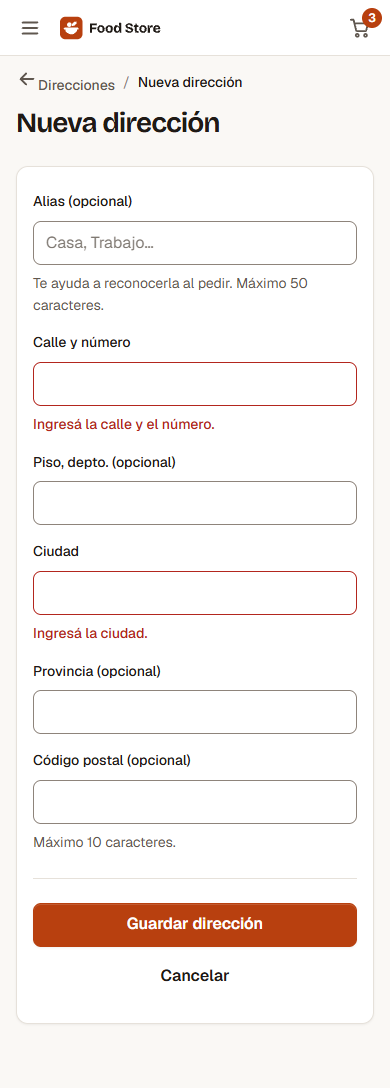 Food Store
3
Direcciones / Nueva dirección
Nueva dirección
Alias (opcional)
Casa, Trabajo...
Te ayuda a reconocerla al pedir. Máximo 50
caracteres.
Calle y número
Ingresá la calle y el número.
Piso, depto. (opcional)
Ciudad
Ingresá la ciudad.
Provincia (opcional)
Código postal (opcional)
Máximo 10 caracteres.
Guardar dirección
Cancelar